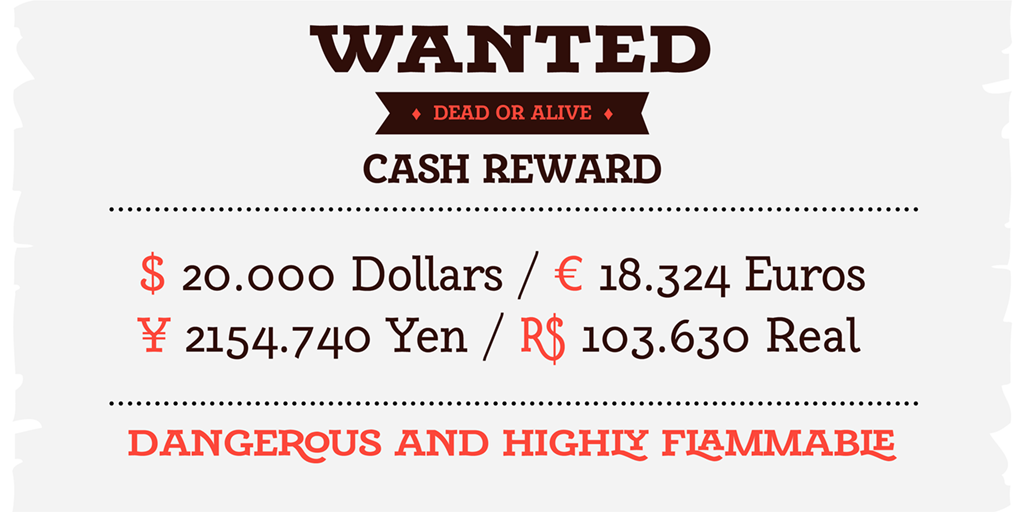 WANTED
♦ DEAD OR ALIVE ♦
CASH REWARD
$ 20.000 Dollars / € 18.324 Euros
¥ 2154.740 Yen / R$ 103.630 Real
DANGEROUS AND HIGHLY FLAMMABLE